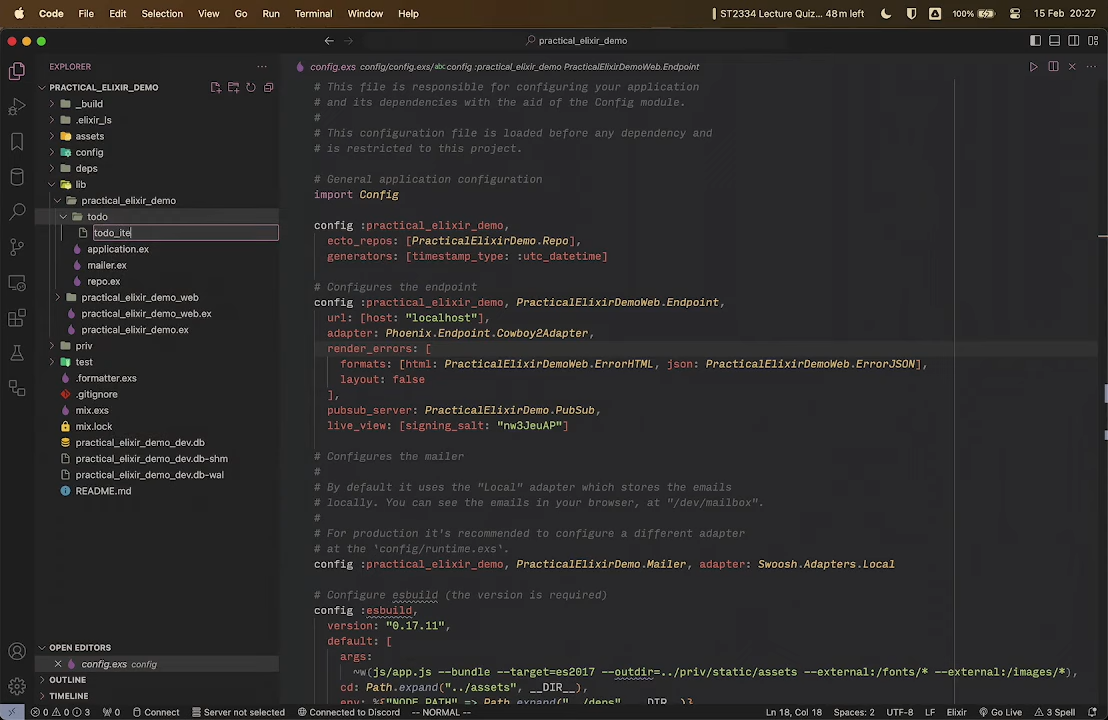 Code File Edit Selection View Go Run Terminal Window Help
ST2334 Lecture Quiz... 48 m left 100% 15 Feb 20:27
practical_elixir_demo
EXPLORER
PRACTICAL_ELIXIR_DEMO
_build
.elixir_ls
assets
config
deps
lib
practical_elixir_demo
todo
todo_ite
application.ex
mailer.ex
repo.ex
practical_elixir_demo_web
practical_elixir_demo_web.ex
practical_elixir_demo.ex
priv
test
.formatter.exs
.gitignore
mix.exs
mix.lock
practical_elixir_demo_dev.db
practical_elixir_demo_dev.db-shm
practical_elixir_demo_dev.db-wal
README.md
OPEN EDITORS
config.exs config
OUTLINE
TIMELINE
config.exs config/config.exs/abc config :practical_elixir_demo PracticalElixirDemoWeb.Endpoint
# This file is responsible for configuring your application
# and its dependencies with the aid of the Config module.
#
# This configuration file is loaded before any dependency and
# is restricted to this project.
# General application configuration
import Config
config :practical_elixir_demo,
ecto_repos: [PracticalElixirDemo.Repo],
generators: [timestamp_type: :utc_datetime]
# Configures the endpoint
config :practical_elixir_demo, PracticalElixirDemoWeb.Endpoint,
url: [host: "localhost"],
adapter: Phoenix.Endpoint.Cowboy2Adapter,
render_errors: [
formats: [html: PracticalElixirDemoWeb.ErrorHTML, json: PracticalElixirDemoWeb.ErrorJSON],
layout: false
],
pubsub_server: PracticalElixirDemo.PubSub,
live_view: [signing_salt: "nw3JeuAP"]
# Configures the mailer
#
# By default it uses the "Local" adapter which stores the emails
# locally. You can see the emails in your browser, at "/dev/mailbox".
#
# For production it's recommended to configure a different adapter
# at the `config/runtime.exs`.
config :practical_elixir_demo, PracticalElixirDemo.Mailer, adapter: Swoosh.Adapters.Local
# Configure esbuild (the version is required)
config :esbuild,
version: "0.17.11",
default: [
args:
~w(js/app.js --bundle --target=es2017 --outdir=../priv/static/assets --external:/fonts/* --external:/images/*),
cd: Path.expand("../assets", __DIR__),
env: %{"NODE_PATH" => Path.expand("../deps", __DIR__)}
0 0 3 0 Connect Server not selected Connected to Discord -- NORMAL -- Ln 18, Col 18 Spaces: 2 UTF-8 LF Elixir Go Live 3 Spell